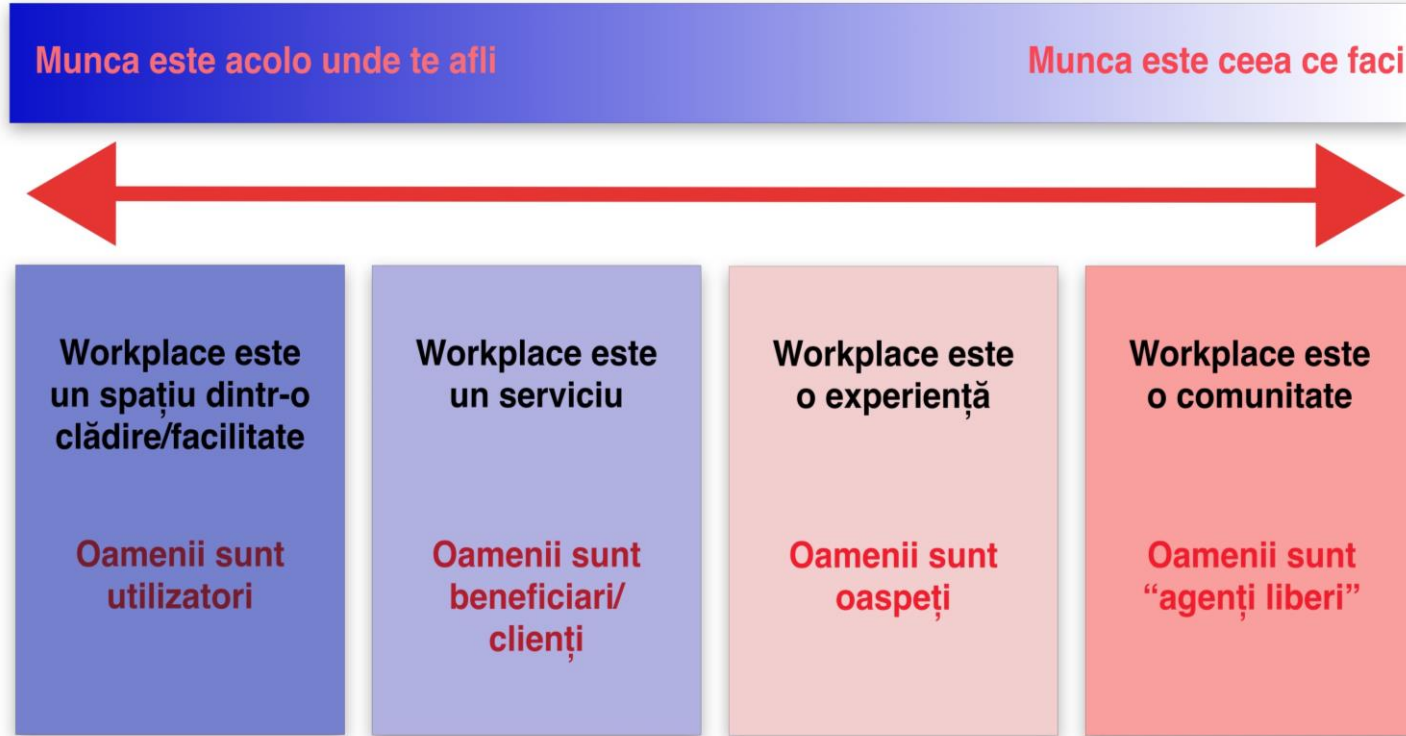 Munca este acolo unde te afli
Munca este ceea ce faci
Workplace este
un spațiu dintr-o
clădire/facilitate
Oamenii sunt
utilizatori
Workplace este
un serviciu
Oamenii sunt
beneficiari/
clienți
Workplace este
o experiență
Oamenii sunt
oaspeți
Workplace este
o comunitate
Oamenii sunt
“agenți liberi”